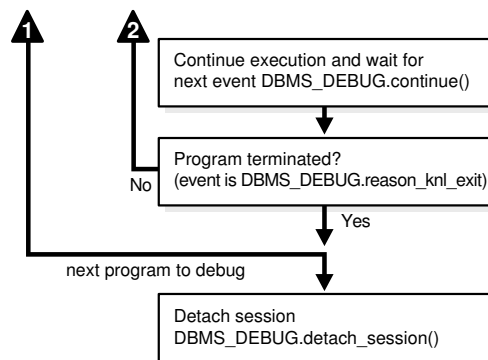 1
2
Continue execution and wait for
next event DBMS_DEBUG.continue()
Program terminated?
(event is DBMS_DEBUG.reason_knl_exit)
No
Yes
next program to debug
Detach session
DBMS_DEBUG.detach_session()